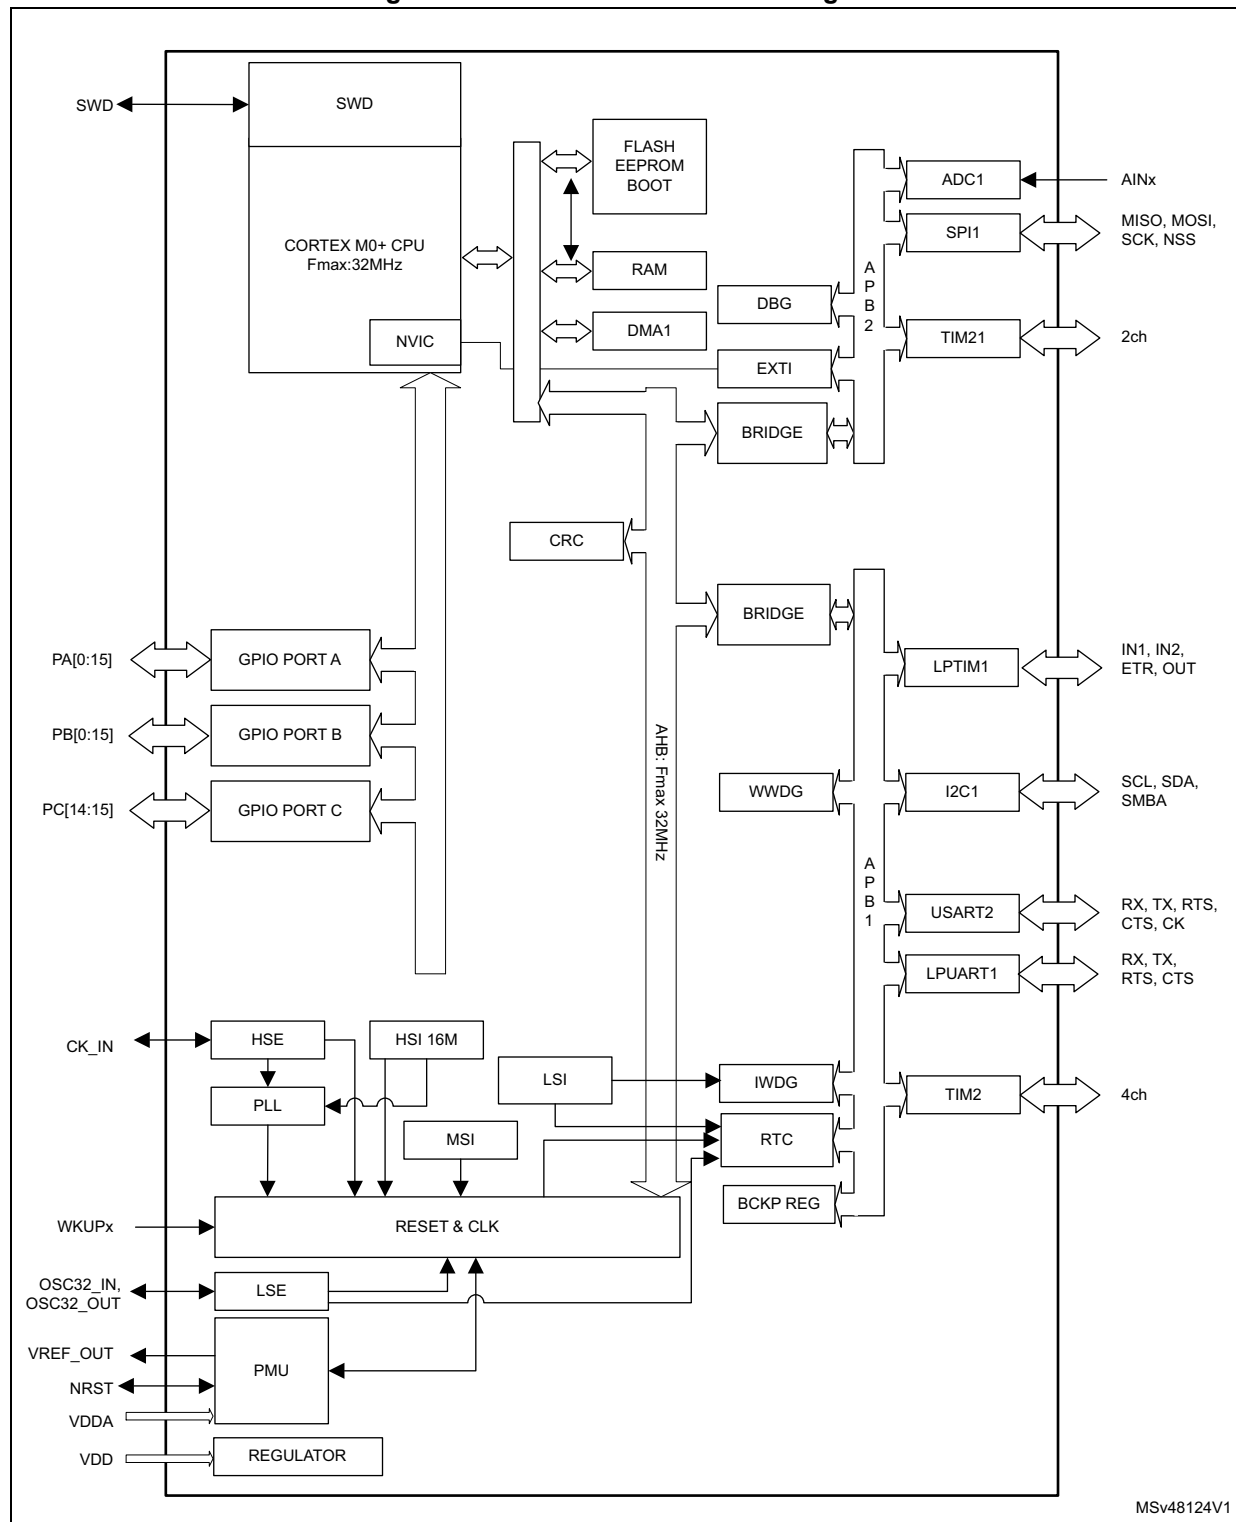 SWD
SWD
CORTEX M0+ CPU
Fmax:32MHz
NVIC
FLASH
EEPROM
BOOT
RAM
DMA1
DBG
EXTI
BRIDGE
APB2
ADC1
AINx
SPI1
MISO, MOSI,
SCK, NSS
TIM21
2ch
CRC
BRIDGE
AHB: Fmax 32MHz
PA[0:15]
GPIO PORT A
PB[0:15]
GPIO PORT B
PC[14:15]
GPIO PORT C
LPTIM1
IN1, IN2,
ETR, OUT
WWDG
I2C1
SCL, SDA,
SMBA
APB1
USART2
RX, TX, RTS,
CTS, CK
LPUART1
RX, TX,
RTS, CTS
CK_IN
HSE
HSI 16M
PLL
LSI
IWDG
TIM2
4ch
MSI
RTC
BCKP REG
WKUPx
RESET & CLK
OSC32_IN,
OSC32_OUT
LSE
VREF_OUT
PMU
NRST
VDDA
VDD
REGULATOR
MSv48124V1